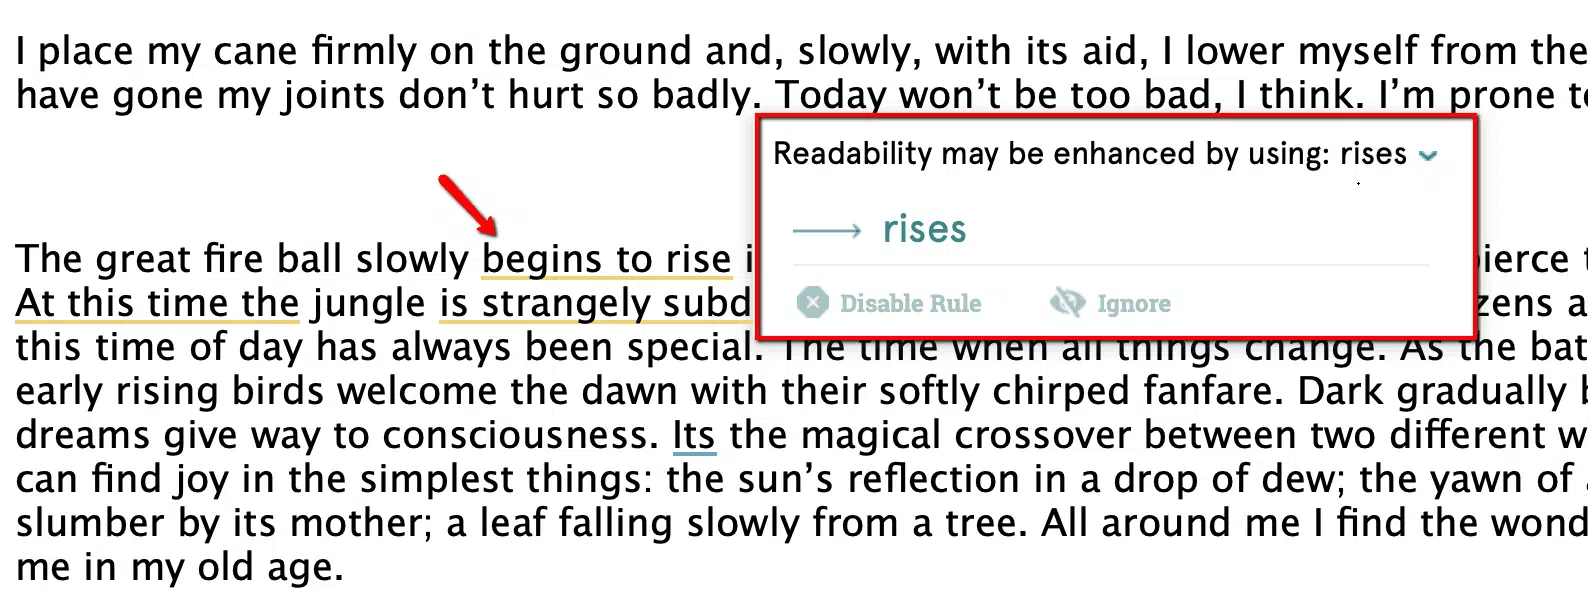 I place my cane firmly on the ground and, slowly, with its aid, I lower myself from the
have gone my joints don’t hurt so badly. Today won’t be too bad, I think. I’m prone
Readability may be enhanced by using: rises
rises
Disable Rule Ignore
The great fire ball slowly begins to rise
At this time the jungle is strangely
this time of day has always been special. The time when all things change. As the
early rising birds welcome the dawn with their softly chirped fanfare. Dark gradually
dreams give way to consciousness. Its the magical crossover between two different
can find joy in the simplest things: the sun’s reflection in a drop of dew; the yawn of
slumber by its mother; a leaf falling slowly from a tree. All around me I find the
me in my old age.